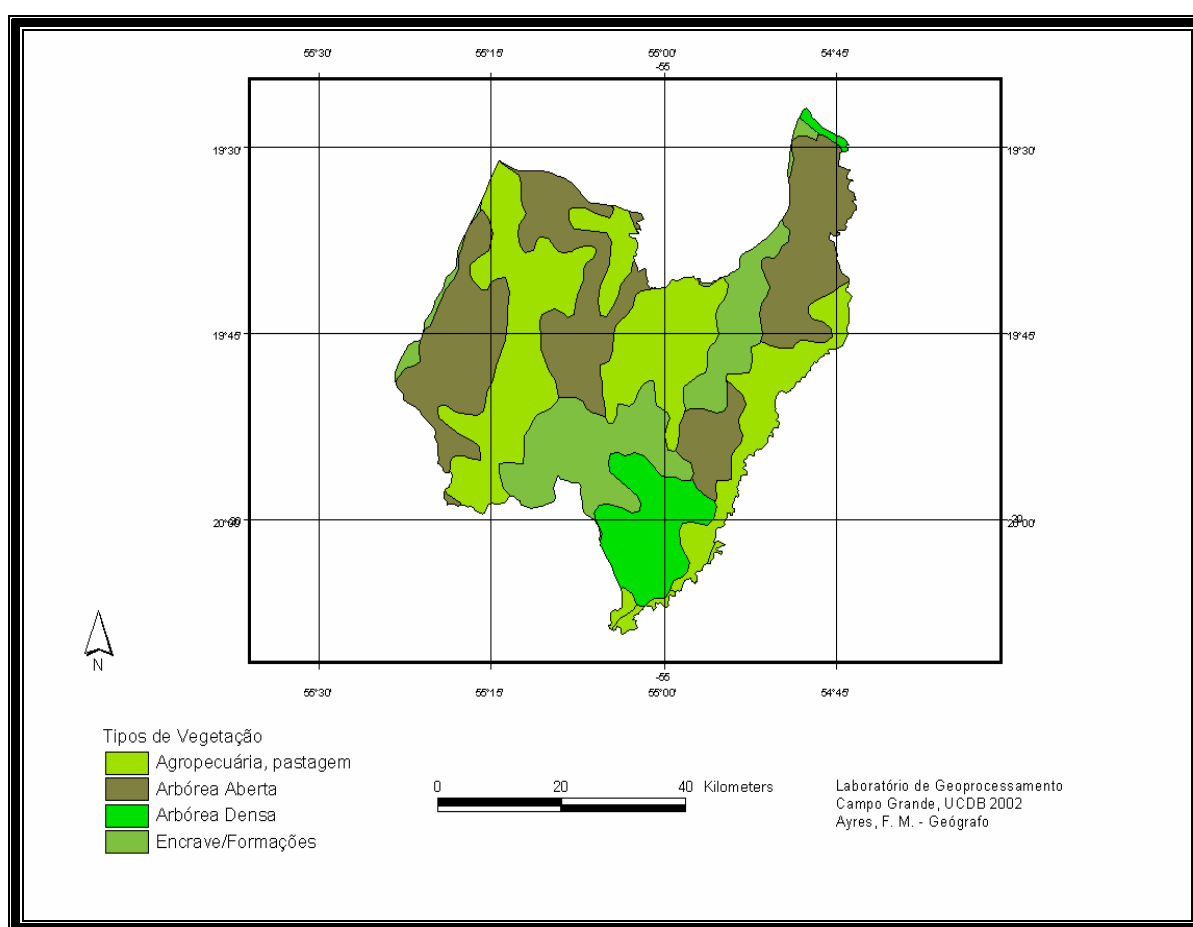 55°30'
55°15'
55°00'
54°45'
-55
19°30'
19°30'
19°45'
19°45'
20°00'
-20
20°00'
-55
55°30'
55°15'
55°00'
54°45'
N
Tipos de Vegetação
Agropecuária, pastagem
Arbórea Aberta
Arbórea Densa
Encrave/Formações
0 20 40 Kilometers
Laboratório de Geoprocessamento
Campo Grande, UCDB 2002
Ayres, F. M. - Geógrafo